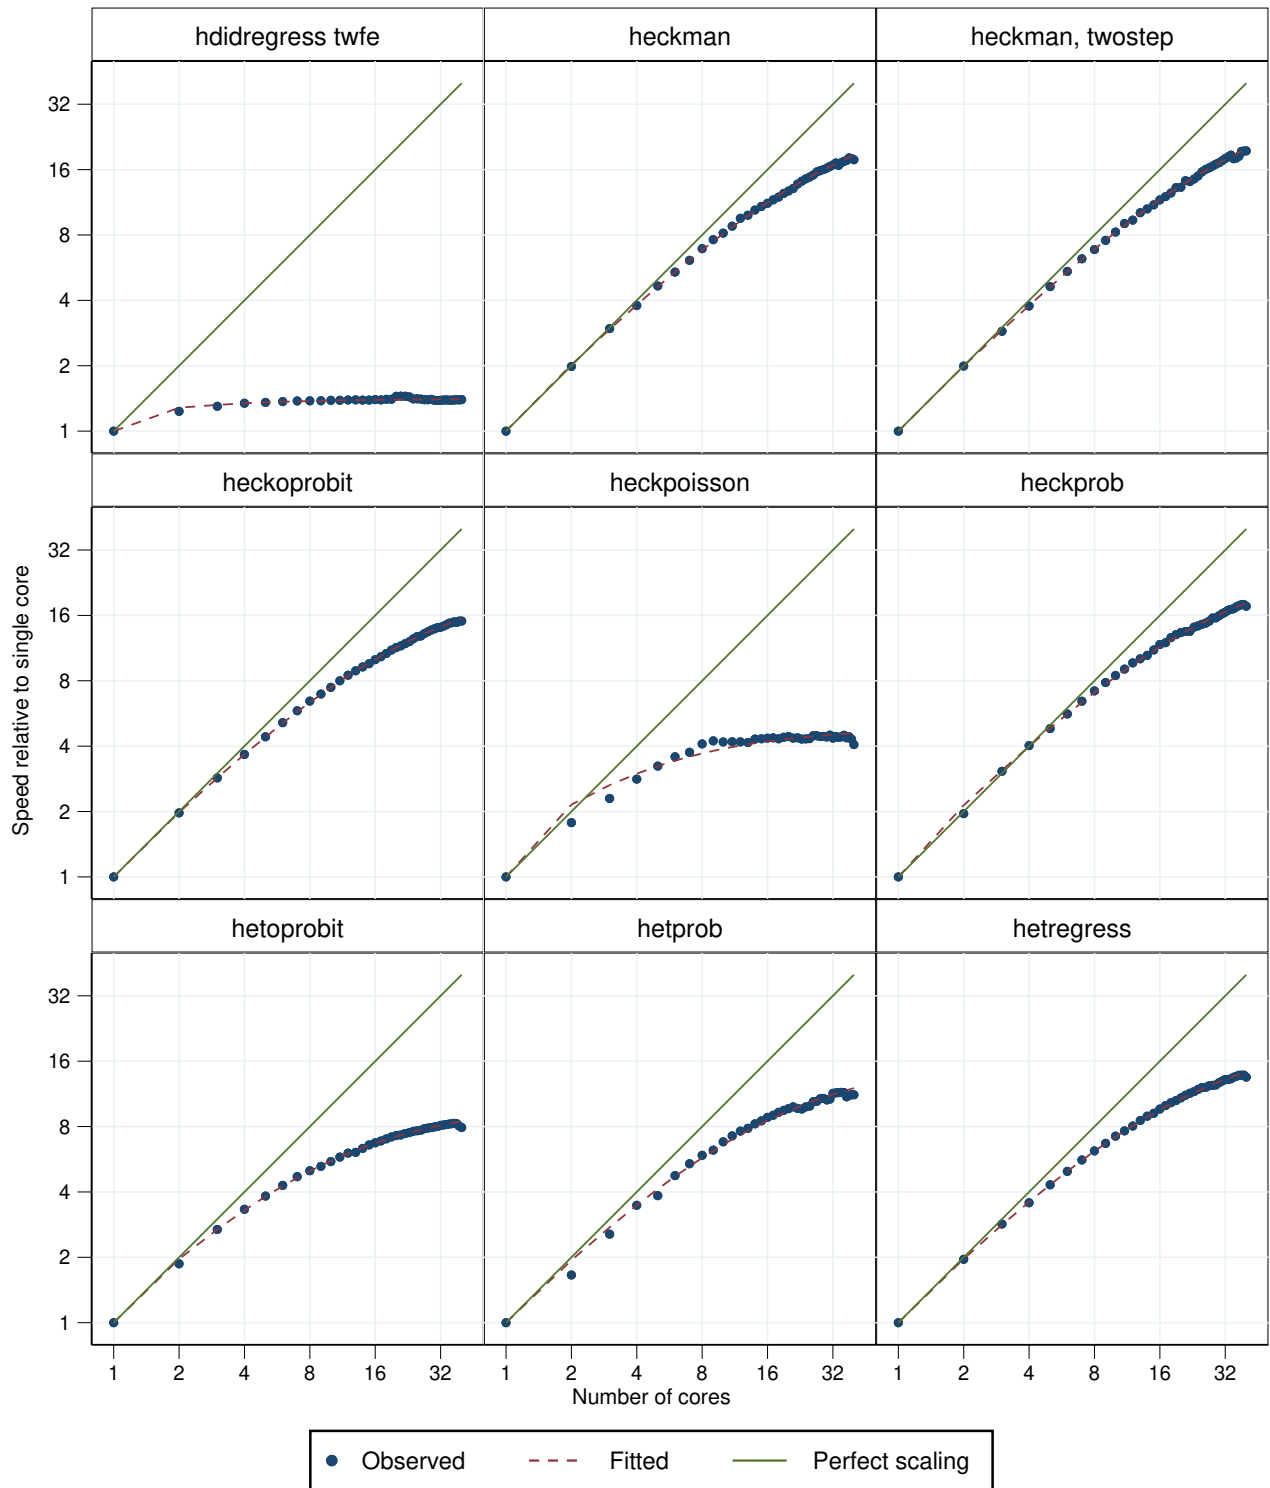 hdidregress twfe
heckman
heckman, twostep
32
16
8
4
2
1
heckoprobit
heckpoisson
heckprob
32
16
8
4
2
1
Speed relative to single core
hetoprobit
hetprob
hetregress
32
16
8
4
2
1
1 2 4 8 16 32 1 2 4 8 16 32 1 2 4 8 16 32
Number of cores
Observed Fitted Perfect scaling